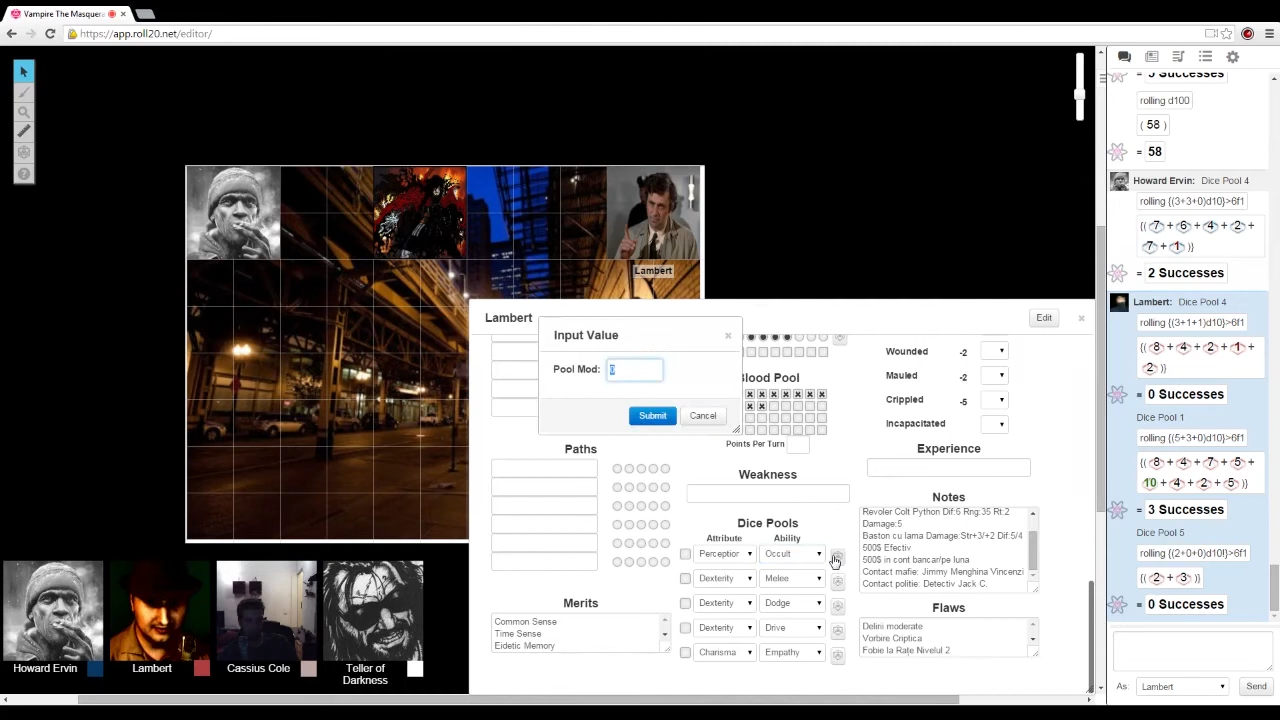 Vampire The Masquera
https://app.roll20.net/editor/
Lambert
Howard Ervin
Lambert
Cassius Cole
Teller of
Darkness
Lambert
Edit
Input Value
Pool Mod:
0
Submit
Cancel
Blood Pool
Points Per Turn
Wounded -2
Mauled -2
Crippled -5
Incapacitated
Paths
Weakness
Experience
Dice Pools
Attribute Ability
Perception Occult
Dexterity Melee
Dexterity Dodge
Dexterity Drive
Charisma Empathy
Notes
Revoler Colt Python Dif:6 Rng:35 Rt:2
Damage:5
Baston cu lama Damage:Str+3/+2 Dif.5/4
500$ Efectiv
500$ in cont bancar/pe luna
Contact mafie: Jimmy Menghina Vincenzi
Contact politie: Detectiv Jack C.
Merits
Common Sense
Time Sense
Eidetic Memory
Flaws
Delini moderate
Vorbire Criptica
Fobie la Rațe Nivelul 2
= 5 Successes
rolling d100
( 58 )
= 58
Howard Ervin: Dice Pool 4
rolling {(3+3+0)d10}>6f1
{( 7 + 6 + 4 + 2 +
7 + 1 )}
= 2 Successes
Lambert: Dice Pool 4
rolling {(3+1+1)d10}>6f1
{( 8 + 4 + 2 + 1 +
2 )}
= 0 Successes
Dice Pool 1
rolling {(5+3+0)d10}>6f1
{( 8 + 4 + 7 + 5 +
10 + 4 + 2 + 5 )}
= 3 Successes
Dice Pool 5
rolling {(2+0+0)d10!}>6f1
{( 2 + 3 )}
= 0 Successes
As: Lambert Send